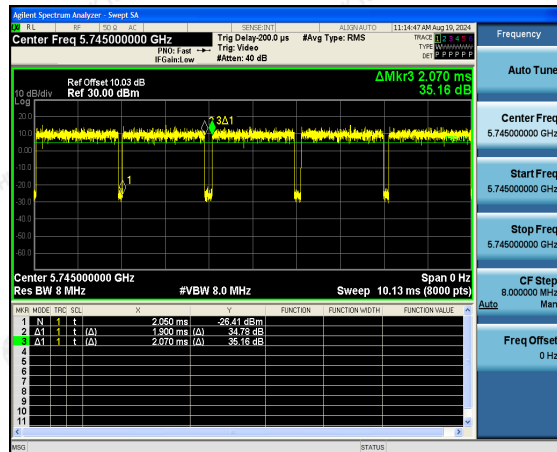 Agilent Spectrum Analyzer - Swept SA
RL RF 50 Ω AC SENSE:INT ALIGN AUTO 11:14:47 AM Aug 19, 2024
Center Freq 5.745000000 GHz
PNO: Fast
IFGain:Low
Trig Delay-200.0 µs
Trig: Video
#Atten: 40 dB
#Avg Type: RMS
TRACE 1 2 3 4 5 6
TYPE
DET P P P P P P
Frequency
Auto Tune
Center Freq
5.745000000 GHz
Start Freq
5.745000000 GHz
Stop Freq
5.745000000 GHz
CF Step
8.000000 MHz
Auto Man
Freq Offset
0 Hz
ΔMkr3 2.070 ms
35.16 dB
Ref Offset 10.03 dB
10 dB/div Ref 30.00 dBm
Log
20.0
10.0
0.00
-10.0
-20.0
-30.0
-40.0
-50.0
-60.0
3Δ1
1
Center 5.745000000 GHz Span 0 Hz
Res BW 8 MHz #VBW 8.0 MHz Sweep 10.13 ms (8000 pts)
MKR MODE TRC SCL X Y FUNCTION FUNCTION WIDTH FUNCTION VALUE
1 N 1 t 2.050 ms -26.41 dBm
2 Δ1 1 t (Δ) 1.900 ms (Δ) 34.78 dB
3 Δ1 1 t (Δ) 2.070 ms (Δ) 35.16 dB
4
5
6
7
8
9
10
11
MSG STATUS